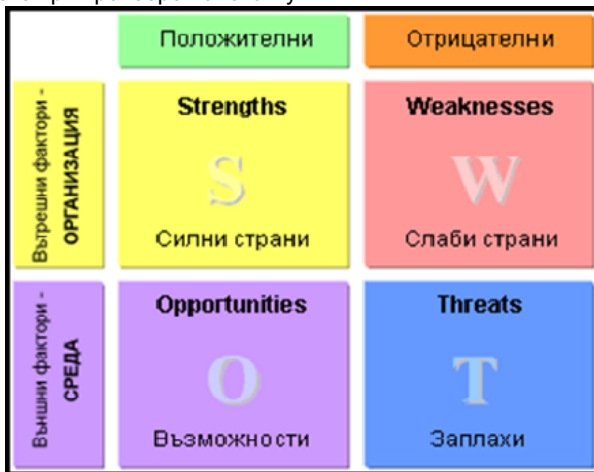 Положителни
Отрицателни
Вътрешни фактори -
ОРГАНИЗАЦИЯ
Strengths
S
Силни страни
Weaknesses
W
Слаби страни
Външни фактори -
СРЕДА
Opportunities
O
Възможности
Threats
T
Заплахи